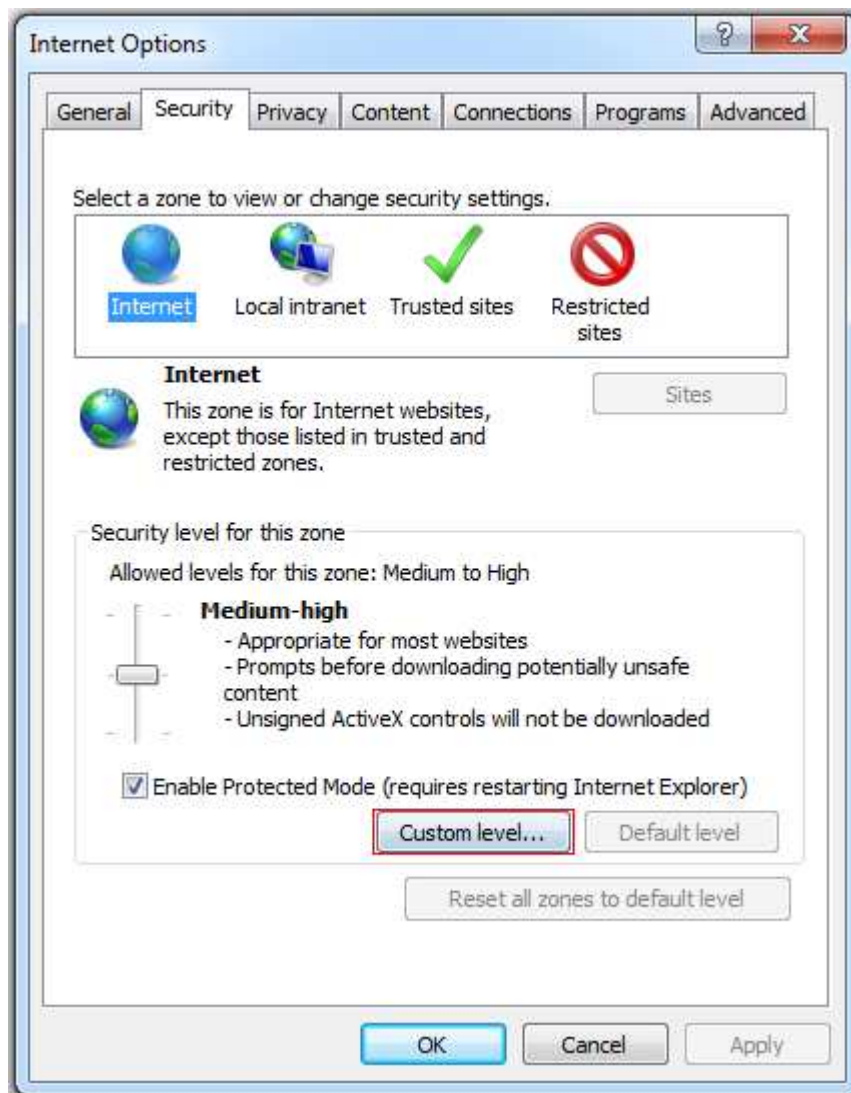 Internet Options
General Security Privacy Content Connections Programs Advanced
Select a zone to view or change security settings.
Internet Local intranet Trusted sites Restricted
sites
Internet
Sites
This zone is for Internet websites,
except those listed in trusted and
restricted zones.
Security level for this zone
Allowed levels for this zone: Medium to High
Medium-high
- Appropriate for most websites
- Prompts before downloading potentially unsafe
content
- Unsigned ActiveX controls will not be downloaded
Enable Protected Mode (requires restarting Internet Explorer)
Custom level... Default level
Reset all zones to default level
OK Cancel Apply